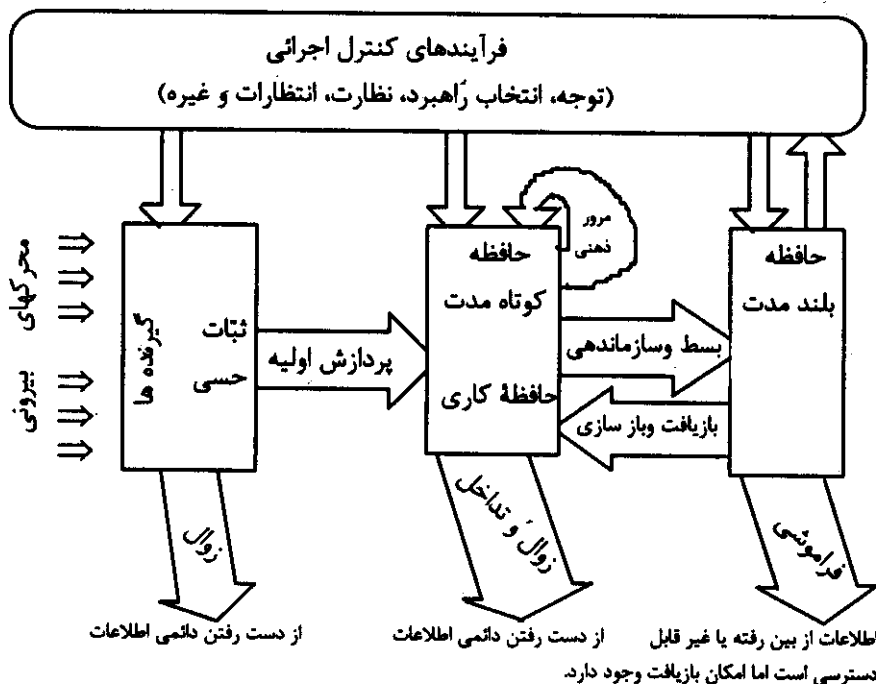 فرآیندهای کنترل اجرائی
(توجه، انتخاب راهبرد، نظارت، انتظارات و غیره)
محرکهای
بیرونی
گیرنده ها
ثبّات
حسی
پردازش اولیه
حافظه
کوتاه مدت
حافظهٔ کاری
مرور
ذهنی
بسط وسازماندهی
بازیافت وباز سازی
حافظه
بلند مدت
زوال
زوال و تداخل
فراموشی
از دست رفتن دائمی اطلاعات
از دست رفتن دائمی اطلاعات
اطلاعات از بین رفته یا غیر قابل
دسترسی است اما امکان بازیافت وجود دارد.